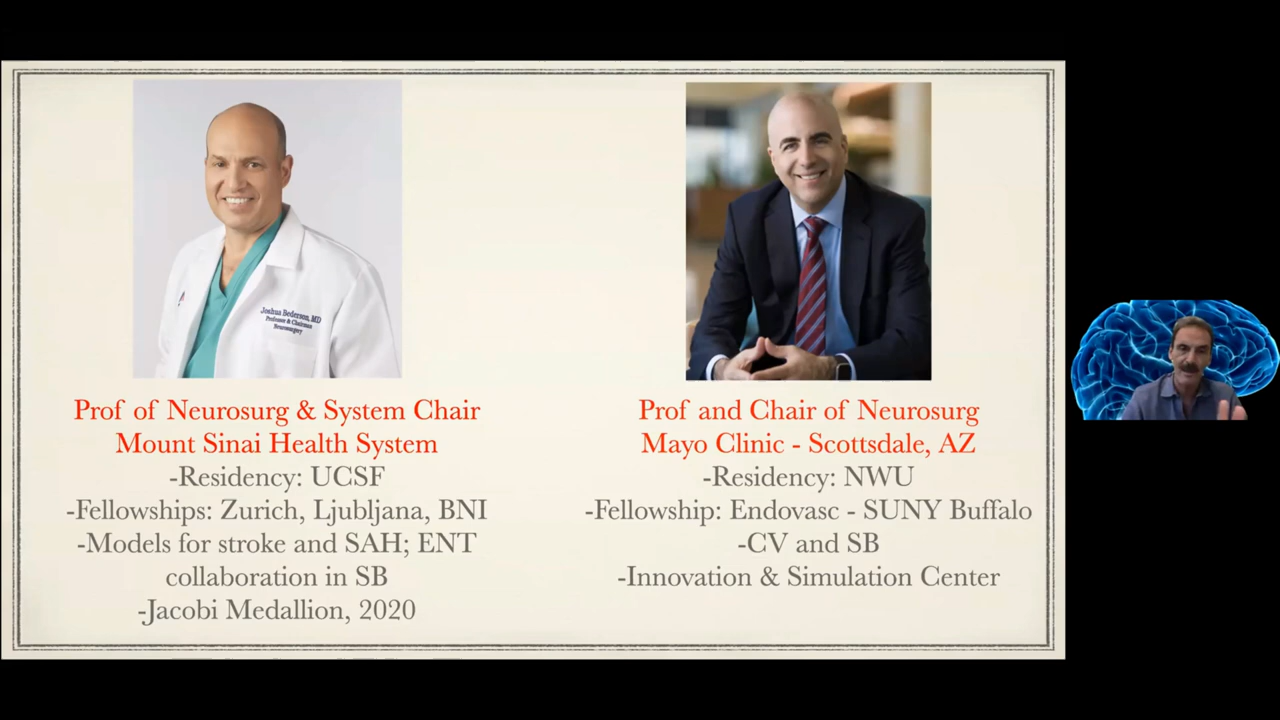 Joshua Bederson, MD
Professor & Chairman
Neurosurgery
Prof of Neurosurg & System Chair
Mount Sinai Health System
-Residency: UCSF
-Fellowships: Zurich, Ljubljana, BNI
-Models for stroke and SAH; ENT
collaboration in SB
-Jacobi Medallion, 2020
Prof and Chair of Neurosurg
Mayo Clinic - Scottsdale, AZ
-Residency: NWU
-Fellowship: Endovasc - SUNY Buffalo
-CV and SB
-Innovation & Simulation Center